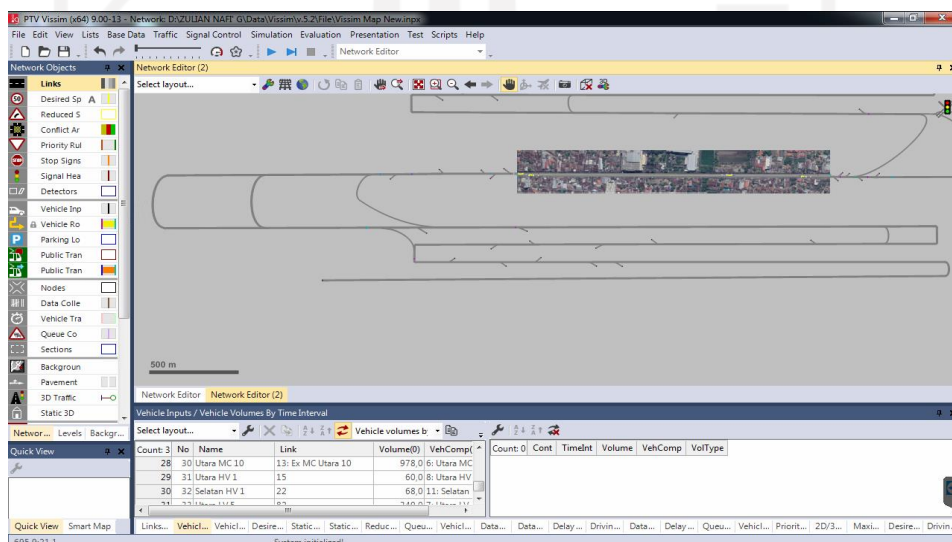 PTV Vissim (x64) 9.00-13 - Network: D:\ZULIAN NAFI' G\Data\Vissim\v.5.2\File\Vissim Map New.inpx
File Edit View Lists Base Data Traffic Signal Control Simulation Evaluation Presentation Test Scripts Help
Network Editor
Network Objects
Network Editor (2)
Select layout...
Links
Desired Sp A
Reduced S
Conflict Ar
Priority Rul
Stop Signs
Signal Hea
Detectors
Vehicle Inp
Vehicle Ro
Parking Lo
Public Tran
Public Tran
Nodes
Data Colle
Vehicle Tra
Queue Co
Sections
Backgroun
Pavement
3D Traffic
Static 3D
500 m
Network Editor Network Editor (2)
Networ... Levels Backgr...
Vehicle Inputs / Vehicle Volumes By Time Interval
Select layout... Vehicle volumes b
Quick View
Count: 3 No Name Link Volume(0) VehComp(
28 30 Utara MC 10 13: Ex MC Utara 10 978,0 6: Utara MC
29 31 Utara HV 1 15 60,0 8: Utara HV
30 32 Selatan HV 1 22 68,0 11: Selatan
Count: 0 Cont TimeInt Volume VehComp VolType
Quick View Smart Map
Links... Vehicl... Vehicl... Desire... Static... Static... Reduc... Queu... Vehicl... Data... Data... Delay... Drivin... Data... Delay... Queu... Vehicl... Priorit... 2D/3... Maxi... Desire... Drivin...